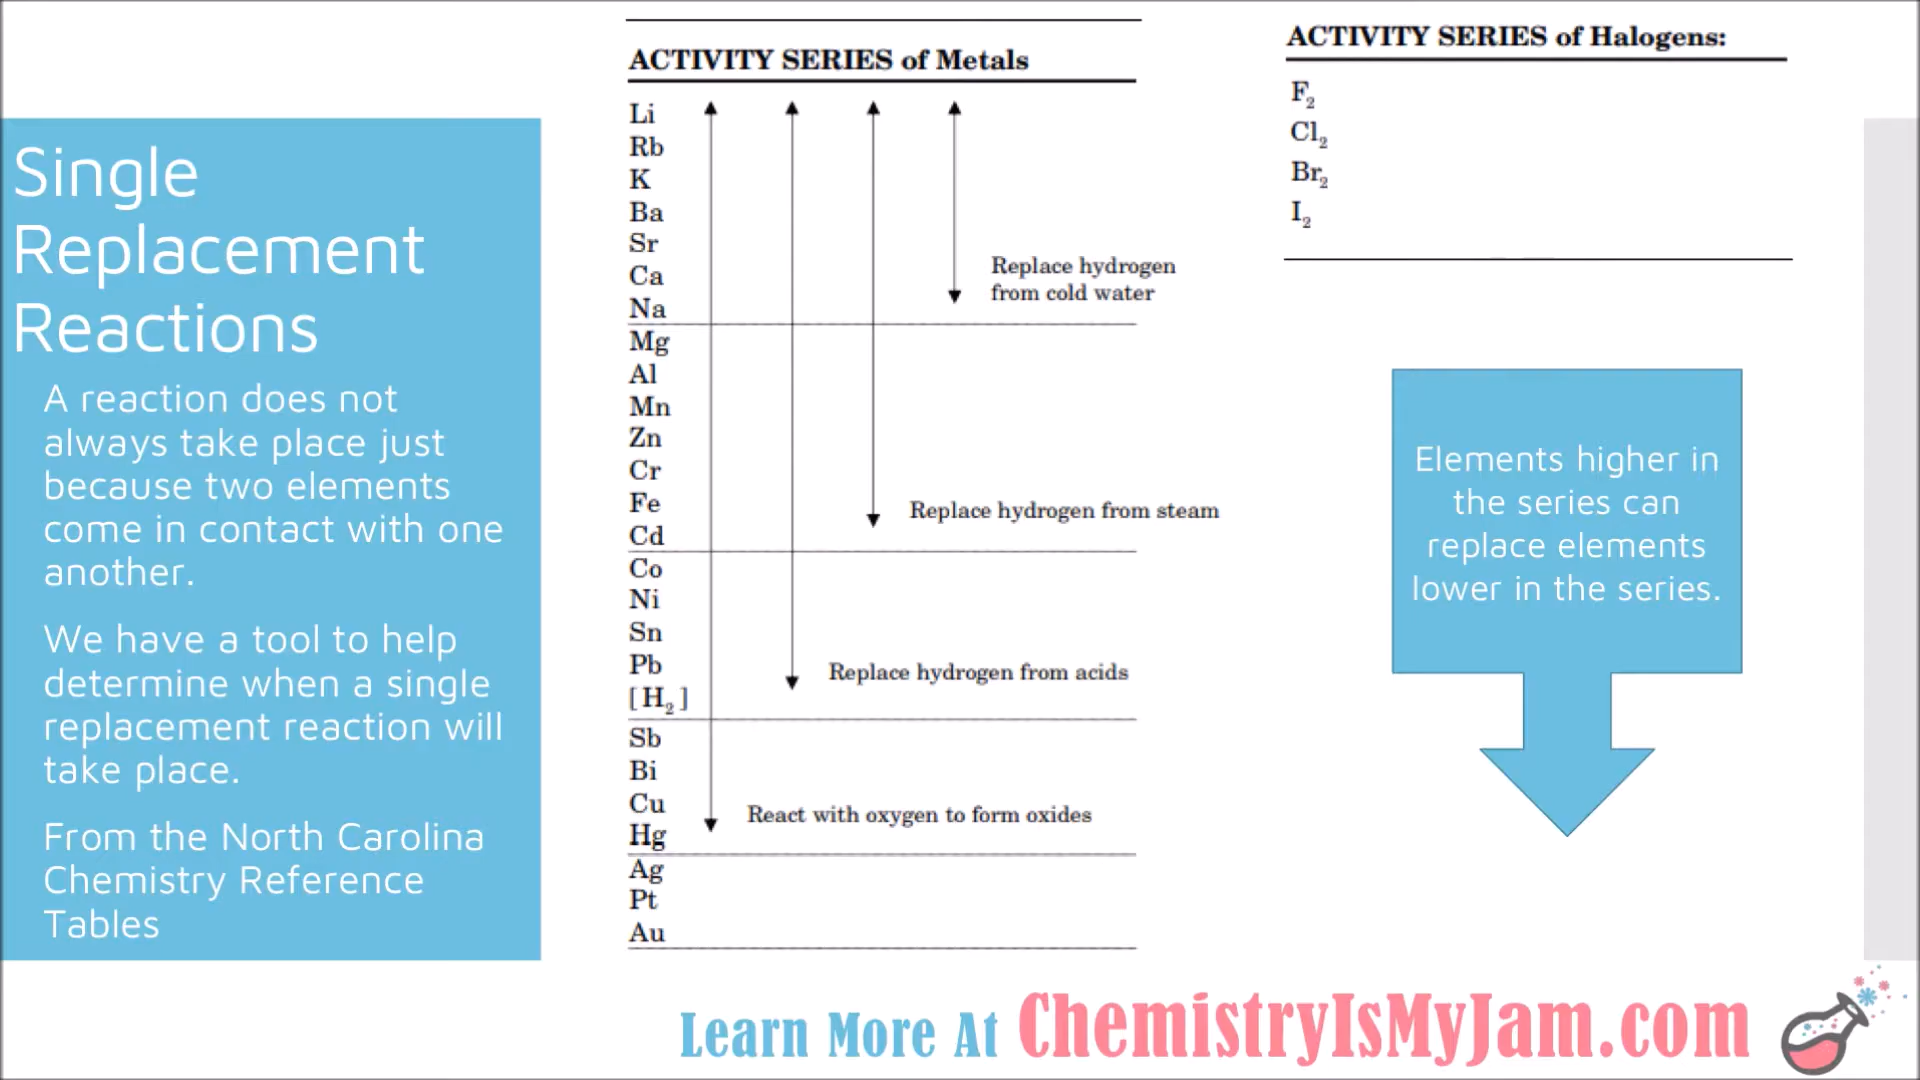 Single
Replacement
Reactions
A reaction does not
always take place just
because two elements
come in contact with one
another.
We have a tool to help
determine when a single
replacement reaction will
take place.
From the North Carolina
Chemistry Reference
Tables
ACTIVITY SERIES of Metals
Li
Rb
K
Ba
Sr
Ca
Na
Replace hydrogen
from cold water
Mg
Al
Mn
Zn
Cr
Fe
Cd
Replace hydrogen from steam
Co
Ni
Sn
Pb
[H₂]
Replace hydrogen from acids
Sb
Bi
Cu
Hg
React with oxygen to form oxides
Ag
Pt
Au
ACTIVITY SERIES of Halogens:
F₂
Cl₂
Br₂
I₂
Elements higher in
the series can
replace elements
lower in the series.
Learn More At ChemistryIsMyJam.com